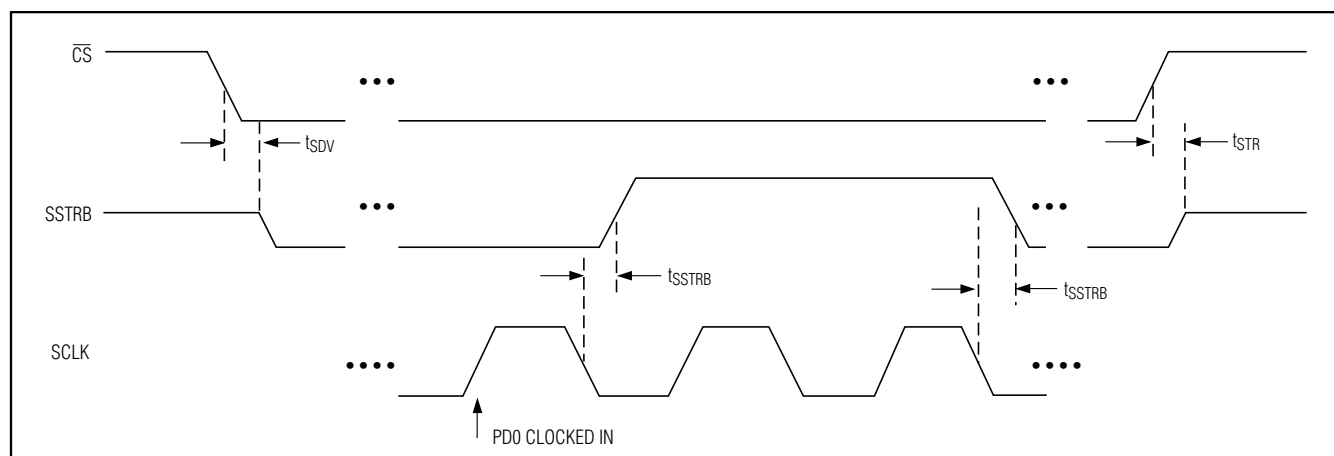 CS
tSDV
tSTR
SSTRB
tSSTRB
tSSTRB
SCLK
PD0 CLOCKED IN